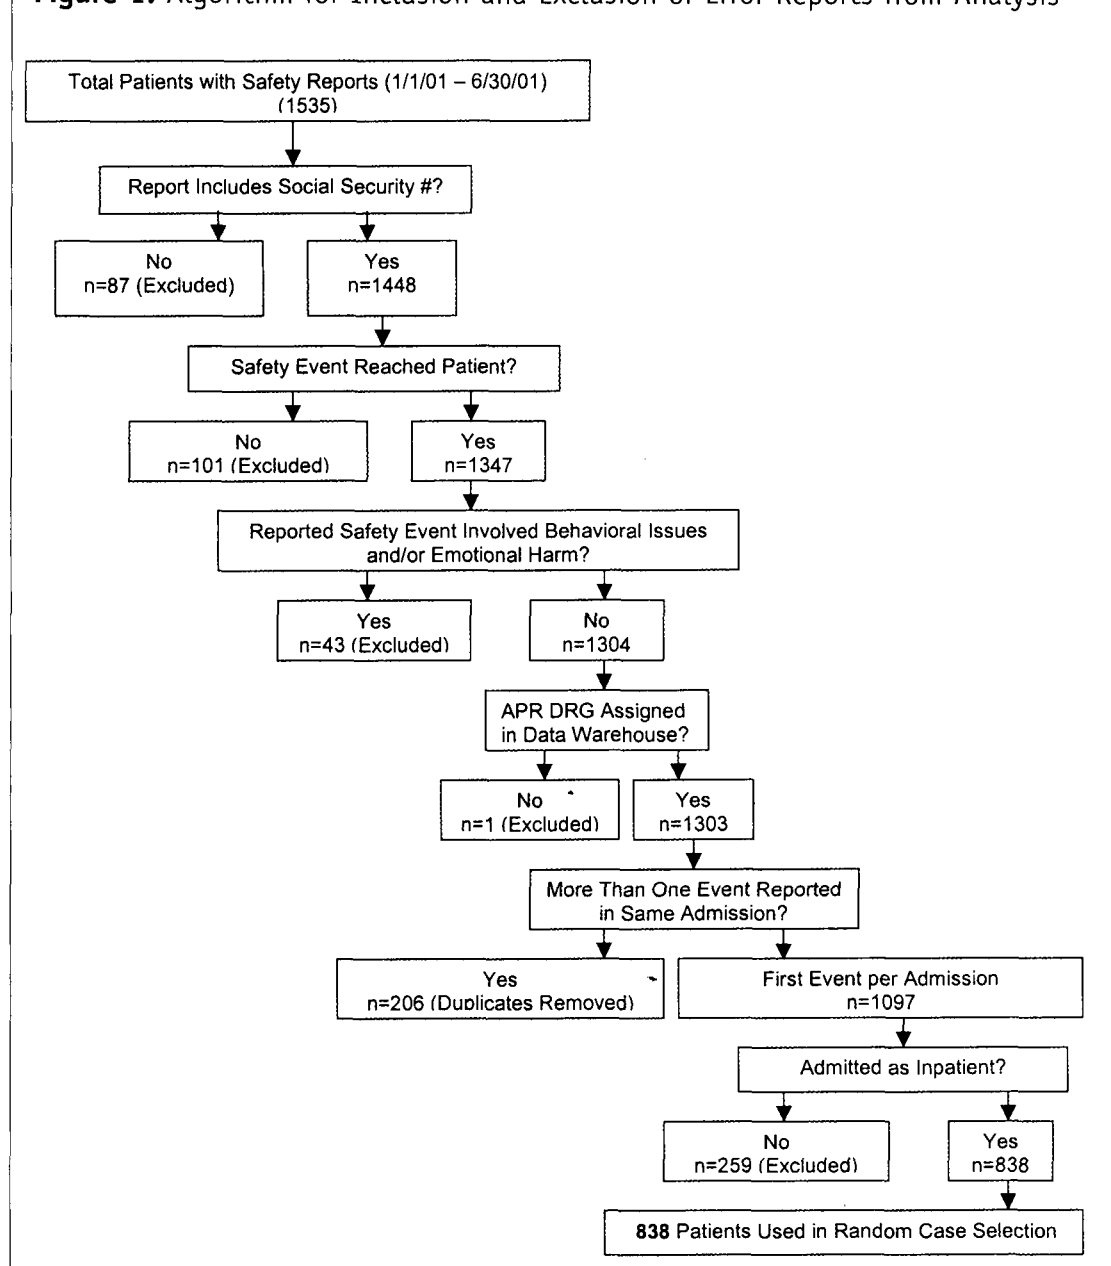 Figure 1. Algorithm for Inclusion and Exclusion of Error Reports from Analysis
Total Patients with Safety Reports (1/1/01 – 6/30/01)
(1535)
Report Includes Social Security #?
No
n=87 (Excluded)
Yes
n=1448
Safety Event Reached Patient?
No
n=101 (Excluded)
Yes
n=1347
Reported Safety Event Involved Behavioral Issues
and/or Emotional Harm?
Yes
n=43 (Excluded)
No
n=1304
APR DRG Assigned
in Data Warehouse?
No
n=1 (Excluded)
Yes
n=1303
More Than One Event Reported
in Same Admission?
Yes
n=206 (Duplicates Removed)
First Event per Admission
n=1097
Admitted as Inpatient?
No
n=259 (Excluded)
Yes
n=838
838 Patients Used in Random Case Selection